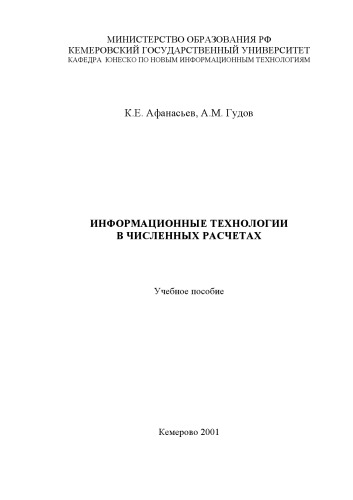 МИНИСТЕРСТВО ОБРАЗОВАНИЯ РФ
КЕМЕРОВСКИЙ ГОСУДАРСТВЕННЫЙ УНИВЕРСИТЕТ
КАФЕДРА ЮНЕСКО ПО НОВЫМ ИНФОРМАЦИОННЫМ ТЕХНОЛОГИЯМ
К.Е. Афанасьев, А.М. Гудов
ИНФОРМАЦИОННЫЕ ТЕХНОЛОГИИ
В ЧИСЛЕННЫХ РАСЧЕТАХ
Учебное пособие
Кемерово 2001